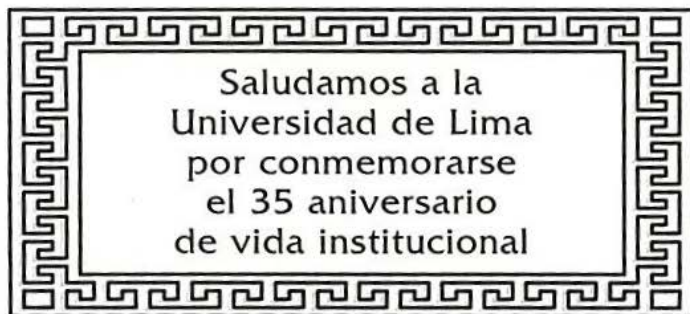 Saludamos a la
Universidad de Lima
por conmemorarse
el 35 aniversario
de vida institucional